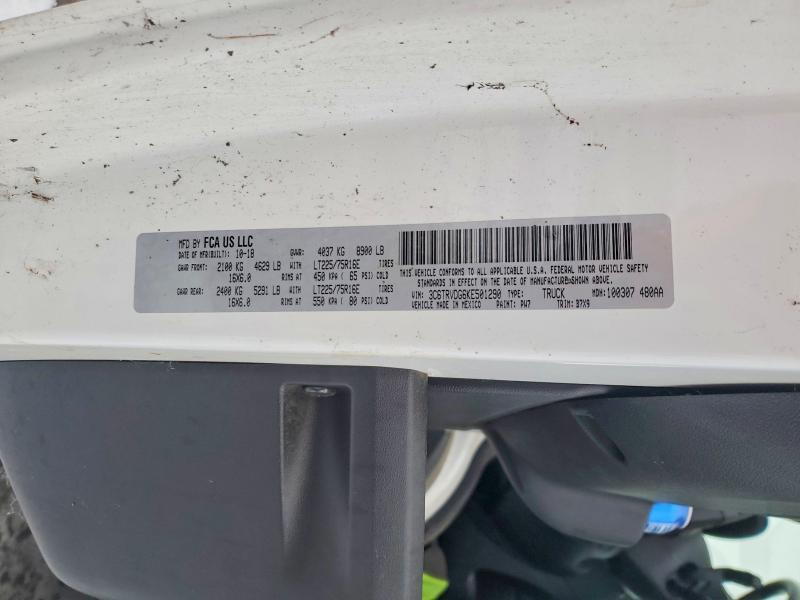 MFD BY FCA US LLC
DATE OF MFR(BUILT): 10-18 GVWR: 4037 KG 8900 LB
GAWR FRONT: 2100 KG 4629 LB WITH LT225/75R16E TIRES
16X6.0 RIMS AT 450 KPA ( 65 PSI) COLD
GAWR REAR: 2400 KG 5291 LB WITH LT225/75R16E TIRES
16X6.0 RIMS AT 550 KPA ( 80 PSI) COLD
THIS VEHICLE CONFORMS TO ALL APPLICABLE U.S.A. FEDERAL MOTOR VEHICLE SAFETY
STANDARDS IN EFFECT ON THE DATE OF MANUFACTURE SHOWN ABOVE.
VIN: 3C6TRVDG6KE501290 TYPE: TRUCK MDH: 100307 480AA
VEHICLE MADE IN MEXICO PAINT: PW7 TRIM: B7X9